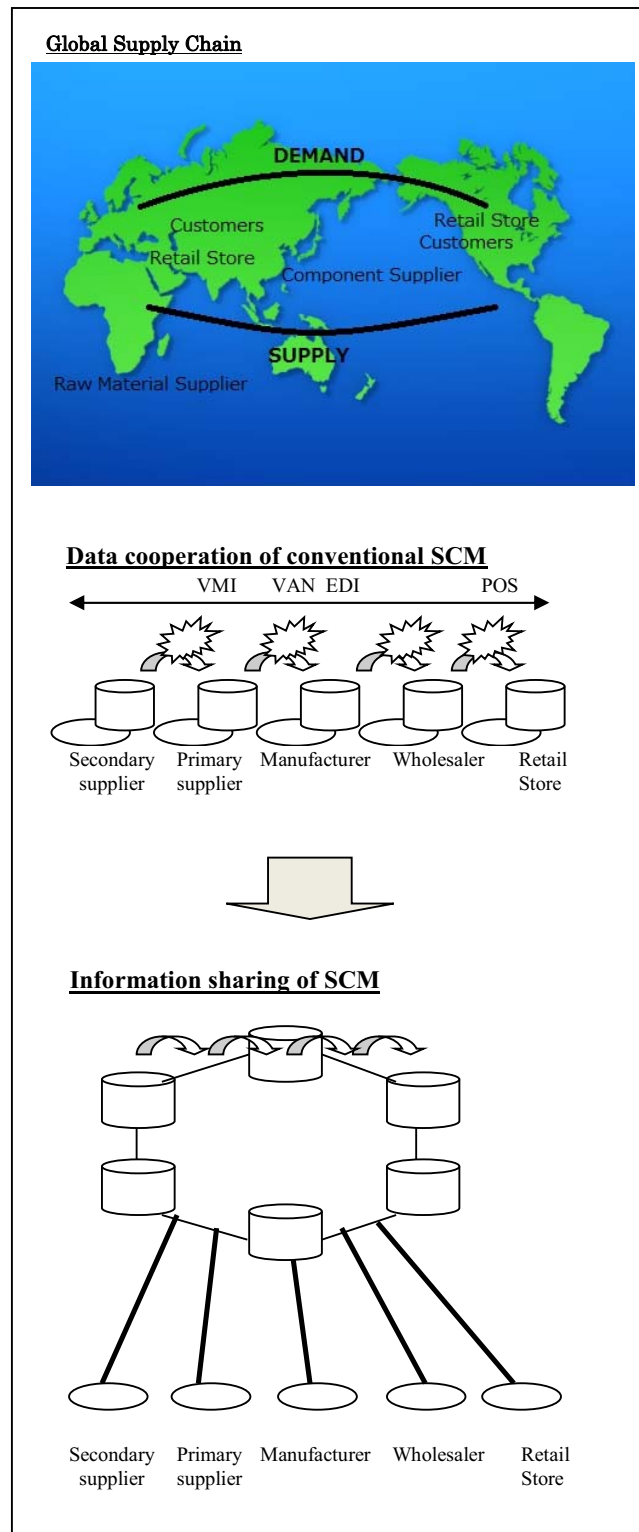 Global Supply Chain
DEMAND
Customers
Retail Store
Retail Store
Customers
Component Supplier
SUPPLY
Raw Material Supplier
Data cooperation of conventional SCM
VMI VAN EDI POS
Secondary supplier
Primary supplier
Manufacturer
Wholesaler
Retail Store
Information sharing of SCM
Secondary supplier
Primary supplier
Manufacturer
Wholesaler
Retail Store